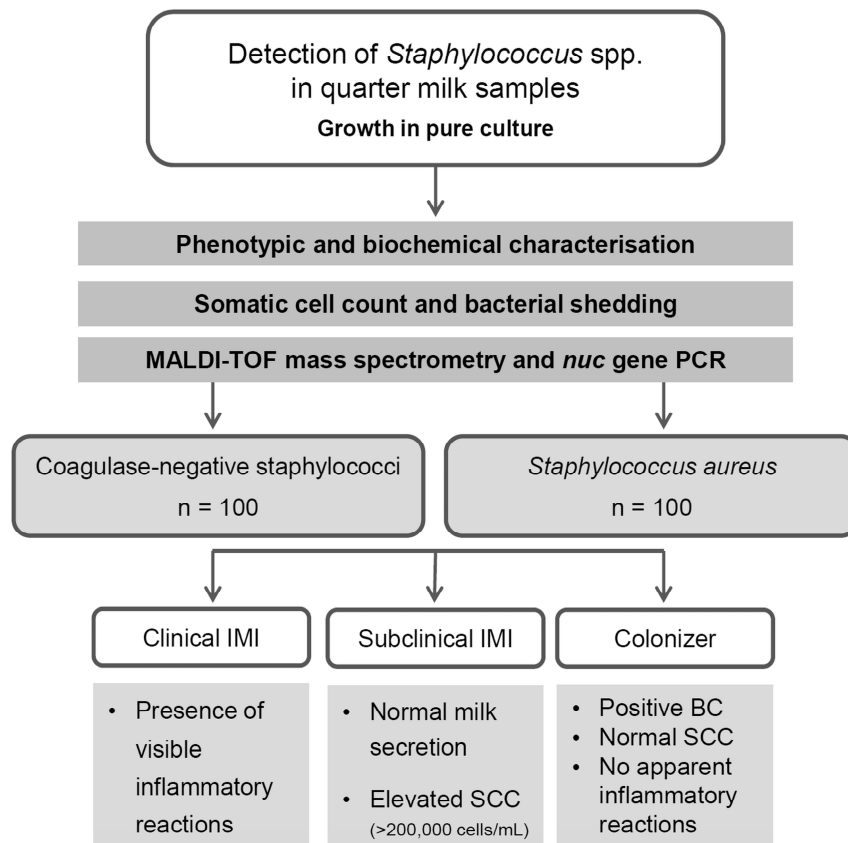 Detection of Staphylococcus spp.
in quarter milk samples
Growth in pure culture
Phenotypic and biochemical characterisation
Somatic cell count and bacterial shedding
MALDI-TOF mass spectrometry and nuc gene PCR
Coagulase-negative staphylococci
n = 100
Staphylococcus aureus
n = 100
Clinical IMI
Subclinical IMI
Colonizer
• Presence of
visible
inflammatory
reactions
• Normal milk
secretion
• Elevated SCC
(>200,000 cells/mL)
• Positive BC
• Normal SCC
• No apparent
inflammatory
reactions